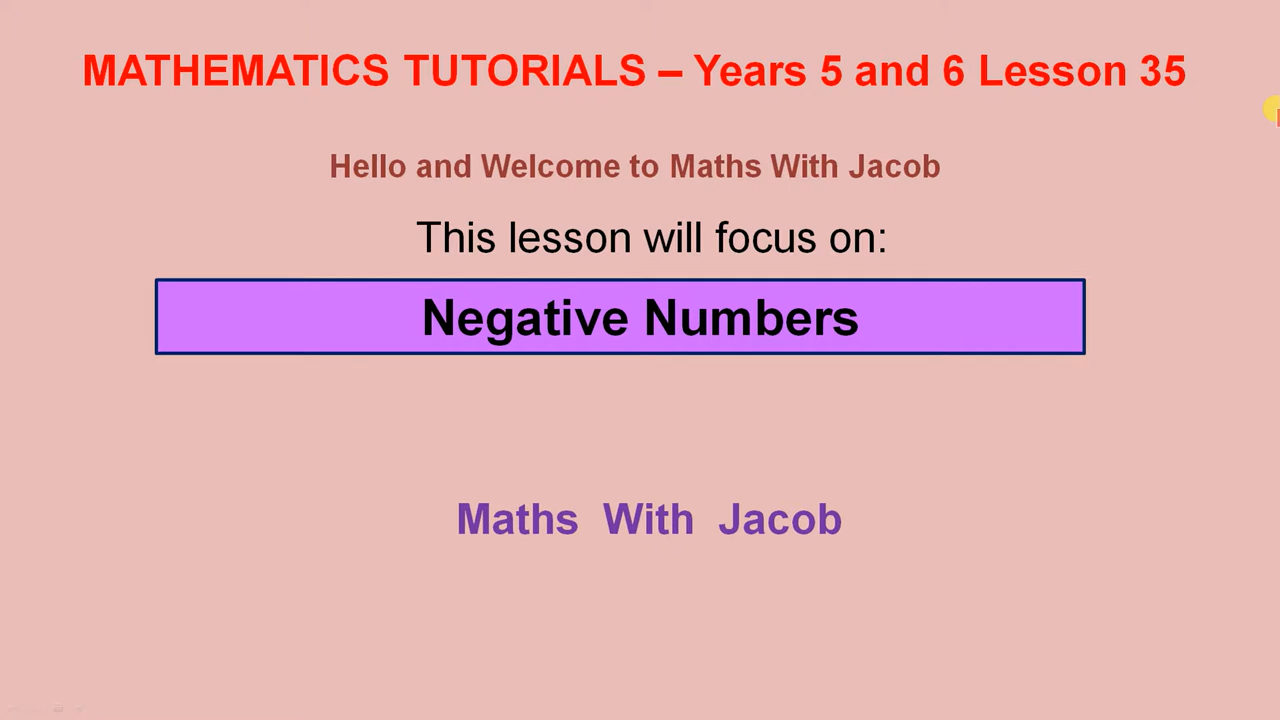 MATHEMATICS TUTORIALS – Years 5 and 6 Lesson 35
Hello and Welcome to Maths With Jacob
This lesson will focus on:
Negative Numbers
Maths With Jacob